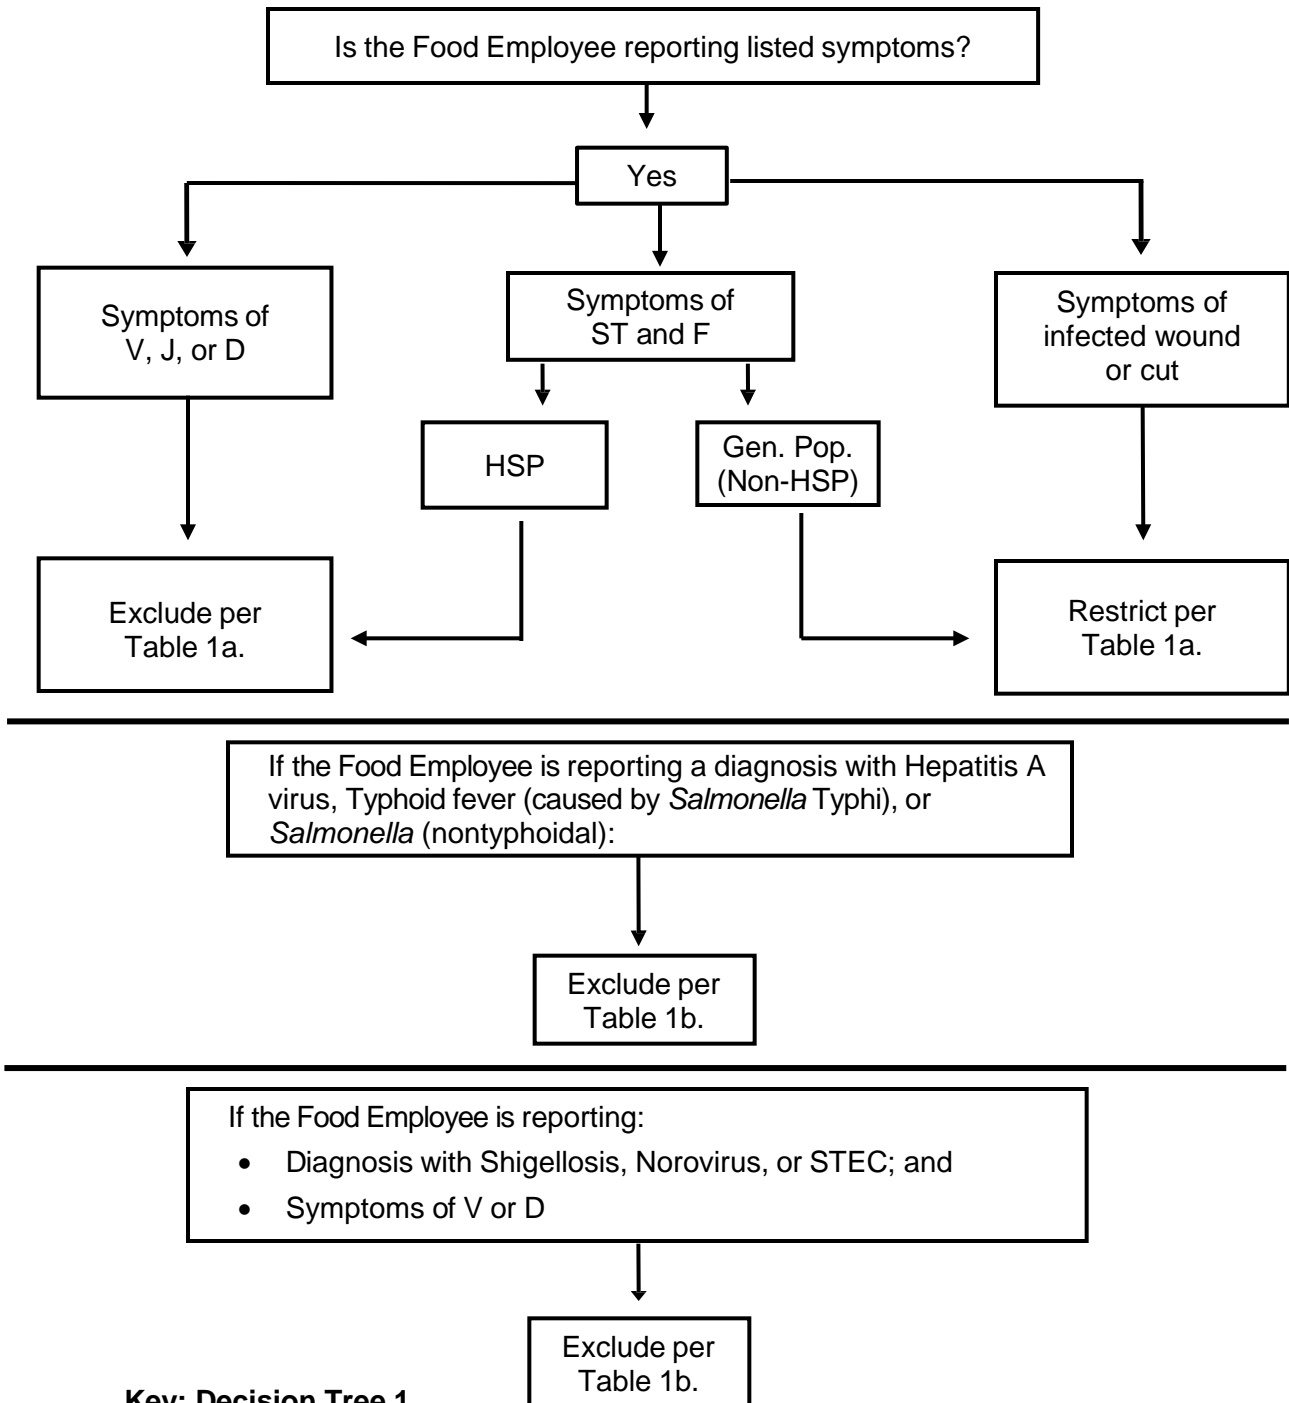 Is the Food Employee reporting listed symptoms?
Yes
Symptoms of
V, J, or D
Symptoms of
ST and F
Symptoms of
infected wound
or cut
HSP
Gen. Pop.
(Non-HSP)
Exclude per
Table 1a.
Restrict per
Table 1a.
If the Food Employee is reporting a diagnosis with Hepatitis A
virus, Typhoid fever (caused by Salmonella Typhi), or
Salmonella (nontyphoidal):
Exclude per
Table 1b.
If the Food Employee is reporting:
• Diagnosis with Shigellosis, Norovirus, or STEC; and
• Symptoms of V or D
Exclude per
Table 1b.
Key: Decision Tree 1